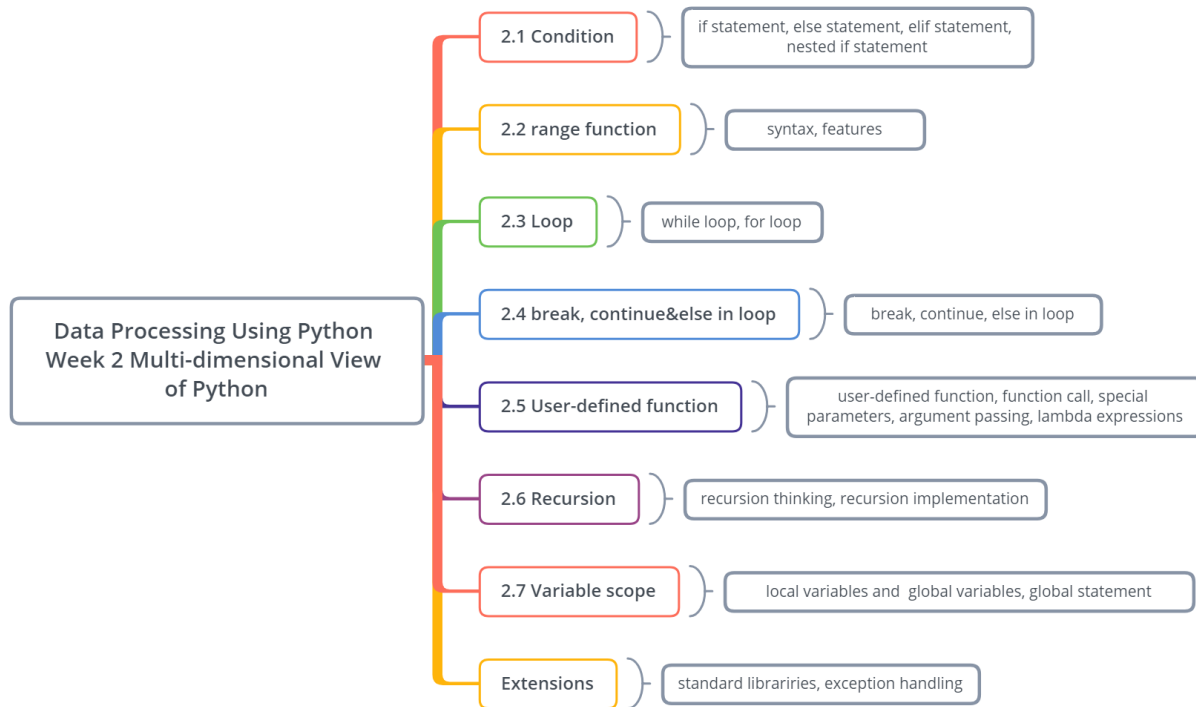 2.1 Condition
if statement, else statement, elif statement,
nested if statement
2.2 range function
syntax, features
2.3 Loop
while loop, for loop
Data Processing Using Python
Week 2 Multi-dimensional View
of Python
2.4 break, continue&else in loop
break, continue, else in loop
2.5 User-defined function
user-defined function, function call, special
parameters, argument passing, lambda expressions
2.6 Recursion
recursion thinking, recursion implementation
2.7 Variable scope
local variables and  global variables, global statement
Extensions
standard librariries, exception handling